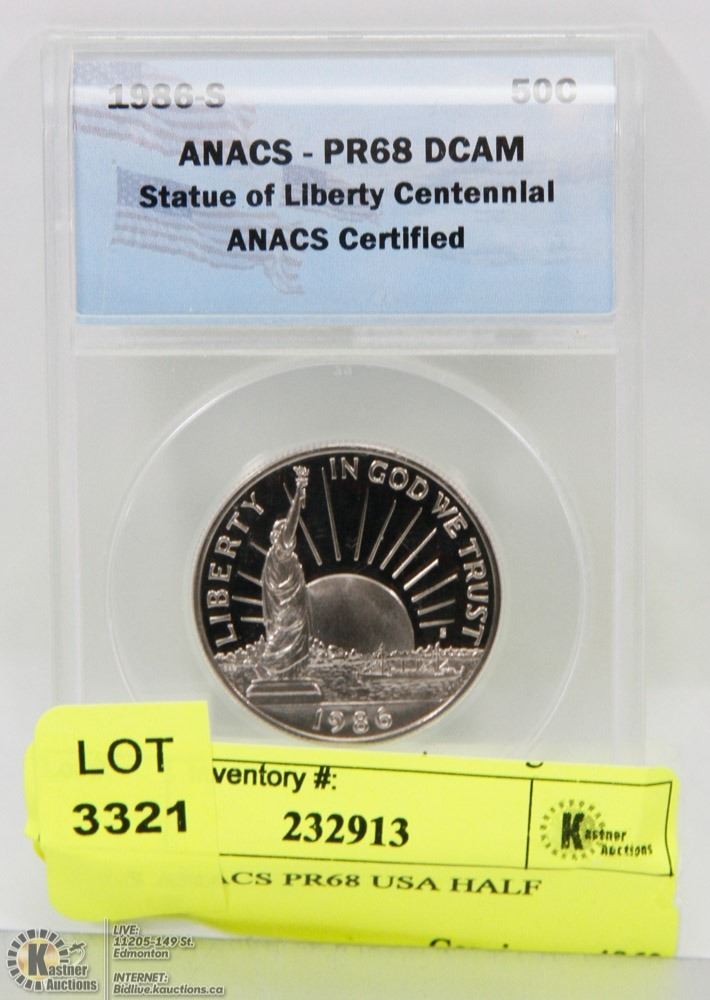 1986-S 50C
ANACS - PR68 DCAM
Statue of Liberty Centennial
ANACS Certified
LIBERTY
IN GOD WE TRUST
1986
LOT
3321
ventory #:
232913
Kastner
Auctions
ACS PR68 USA HALF
Kastner
Auctions
LIVE:
11205-149 St.
Edmonton
INTERNET:
Bidlive.kauctions.ca